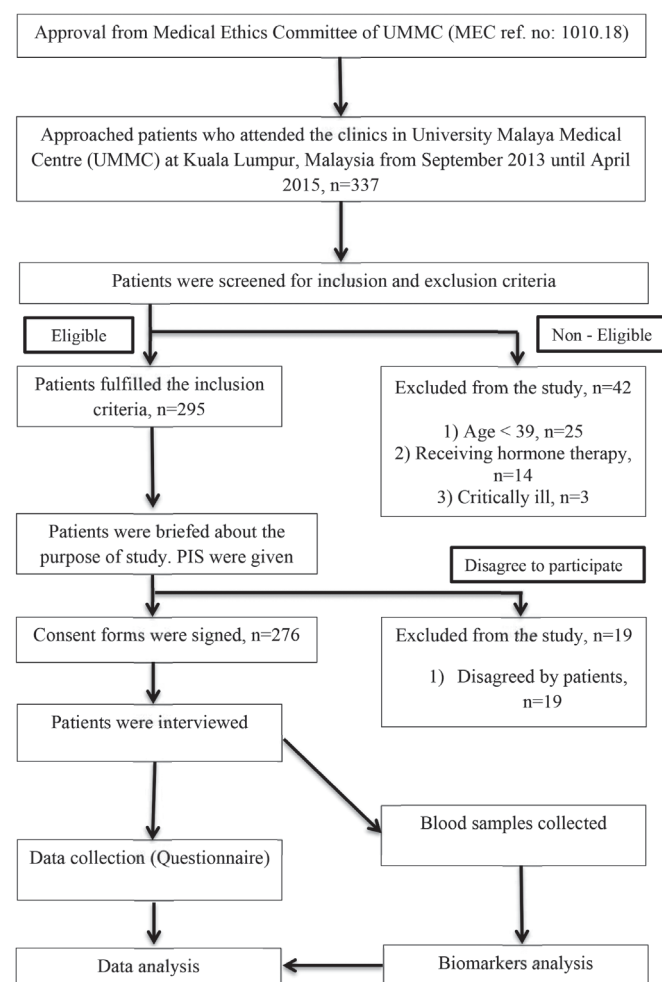 Approval from Medical Ethics Committee of UMMC (MEC ref. no: 1010.18)
Approached patients who attended the clinics in University Malaya Medical
Centre (UMMC) at Kuala Lumpur, Malaysia from September 2013 until April
2015, n=337
Patients were screened for inclusion and exclusion criteria
Eligible
Non - Eligible
Patients fulfilled the inclusion
criteria, n=295
Excluded from the study, n=42
1) Age < 39, n=25
2) Receiving hormone therapy,
n=14
3) Critically ill, n=3
Patients were briefed about the
purpose of study. PIS were given
Disagree to participate
Consent forms were signed, n=276
Excluded from the study, n=19
1) Disagreed by patients,
n=19
Patients were interviewed
Blood samples collected
Data collection (Questionnaire)
Data analysis
Biomarkers analysis